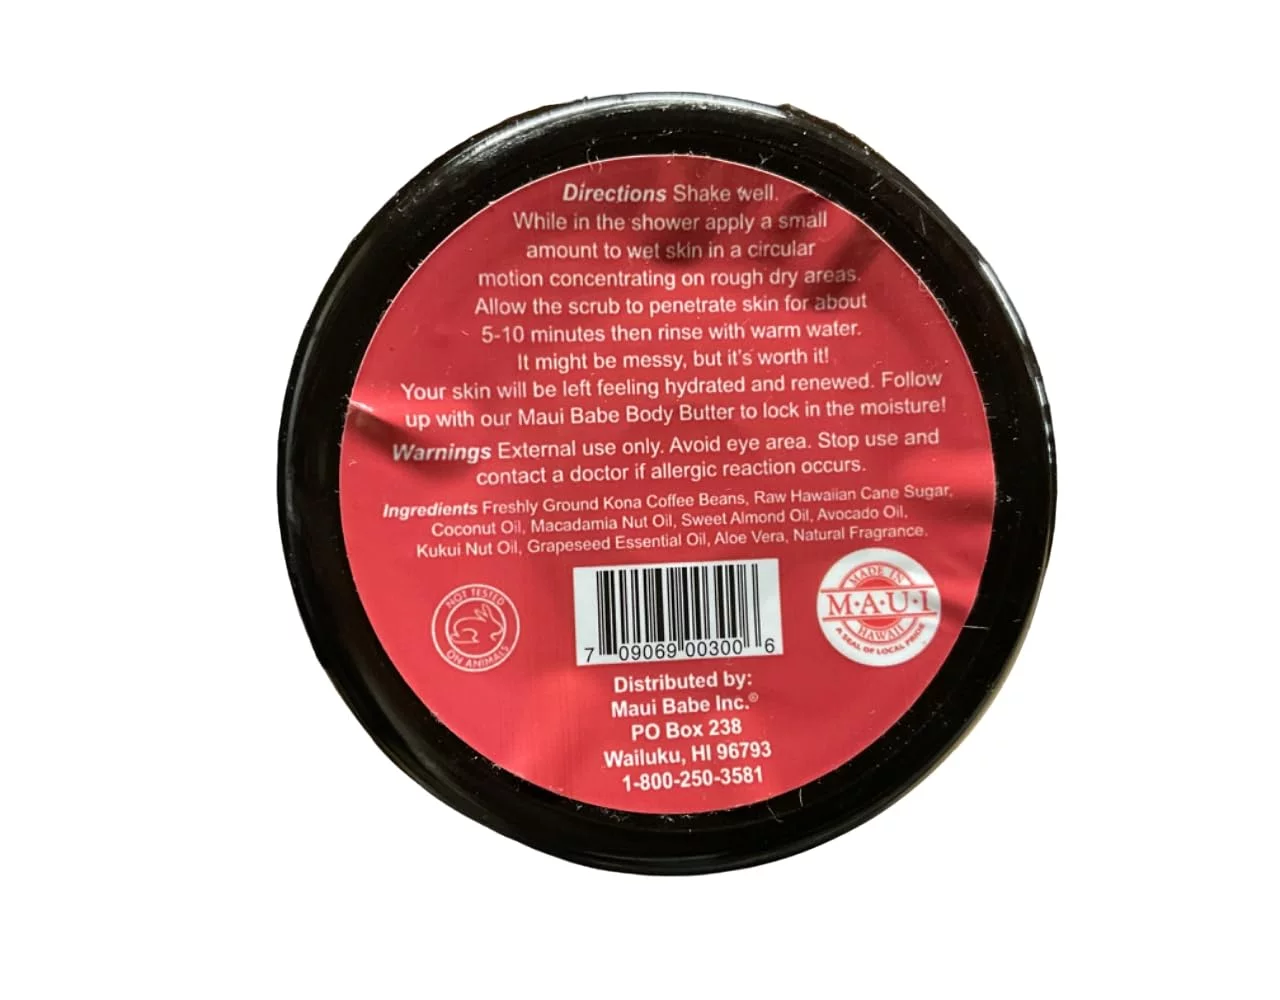 Directions Shake well.
While in the shower apply a small
amount to wet skin in a circular
motion concentrating on rough dry areas.
Allow the scrub to penetrate skin for about
5-10 minutes then rinse with warm water.
It might be messy, but it's worth it!
Your skin will be left feeling hydrated and renewed. Follow
up with our Maui Babe Body Butter to lock in the moisture!
Warnings External use only. Avoid eye area. Stop use and
contact a doctor if allergic reaction occurs.
Ingredients Freshly Ground Kona Coffee Beans, Raw Hawaiian Cane Sugar,
Coconut Oil, Macadamia Nut Oil, Sweet Almond Oil, Avocado Oil,
Kukui Nut Oil, Grapeseed Essential Oil, Aloe Vera, Natural Fragrance.
NOT TESTED
ON ANIMALS
7 09069 00300 6
MADE IN
M·A·U·I
HAWAII
A SEAL OF LOCAL PRIDE
Distributed by:
Maui Babe Inc.®
PO Box 238
Wailuku, HI 96793
1-800-250-3581